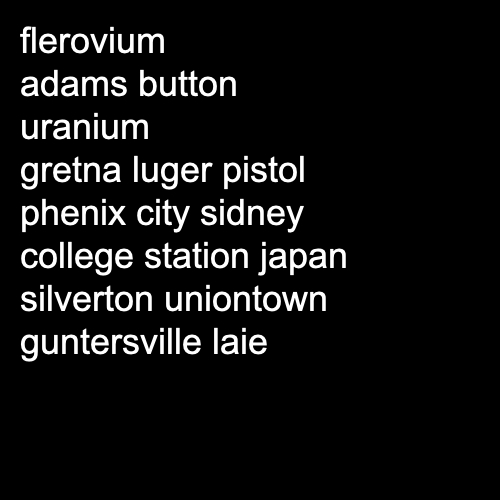 flerovium
adams button
uranium
gretna luger pistol
phenix city sidney
college station japan
silverton uniontown
guntersville laie